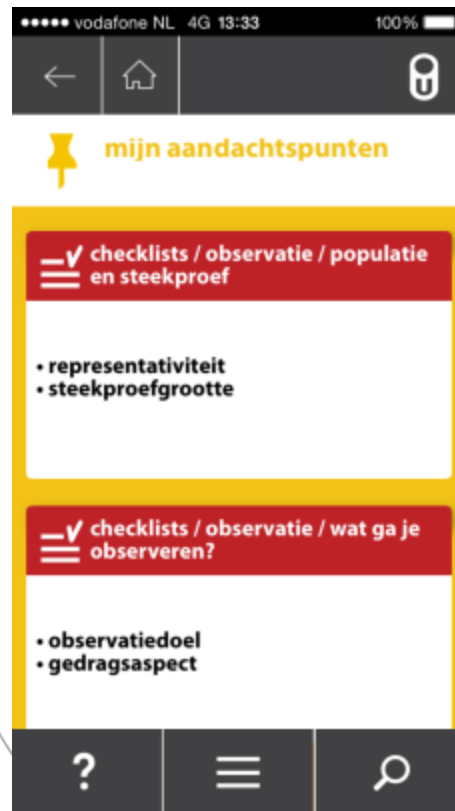 vodafone NL 4G 13:33 100%
U
mijn aandachtspunten
checklists / observatie / populatie
en steekproef
• representativiteit
• steekproefgrootte
checklists / observatie / wat ga je
observeren?
• observatiedoel
• gedragsaspect
?